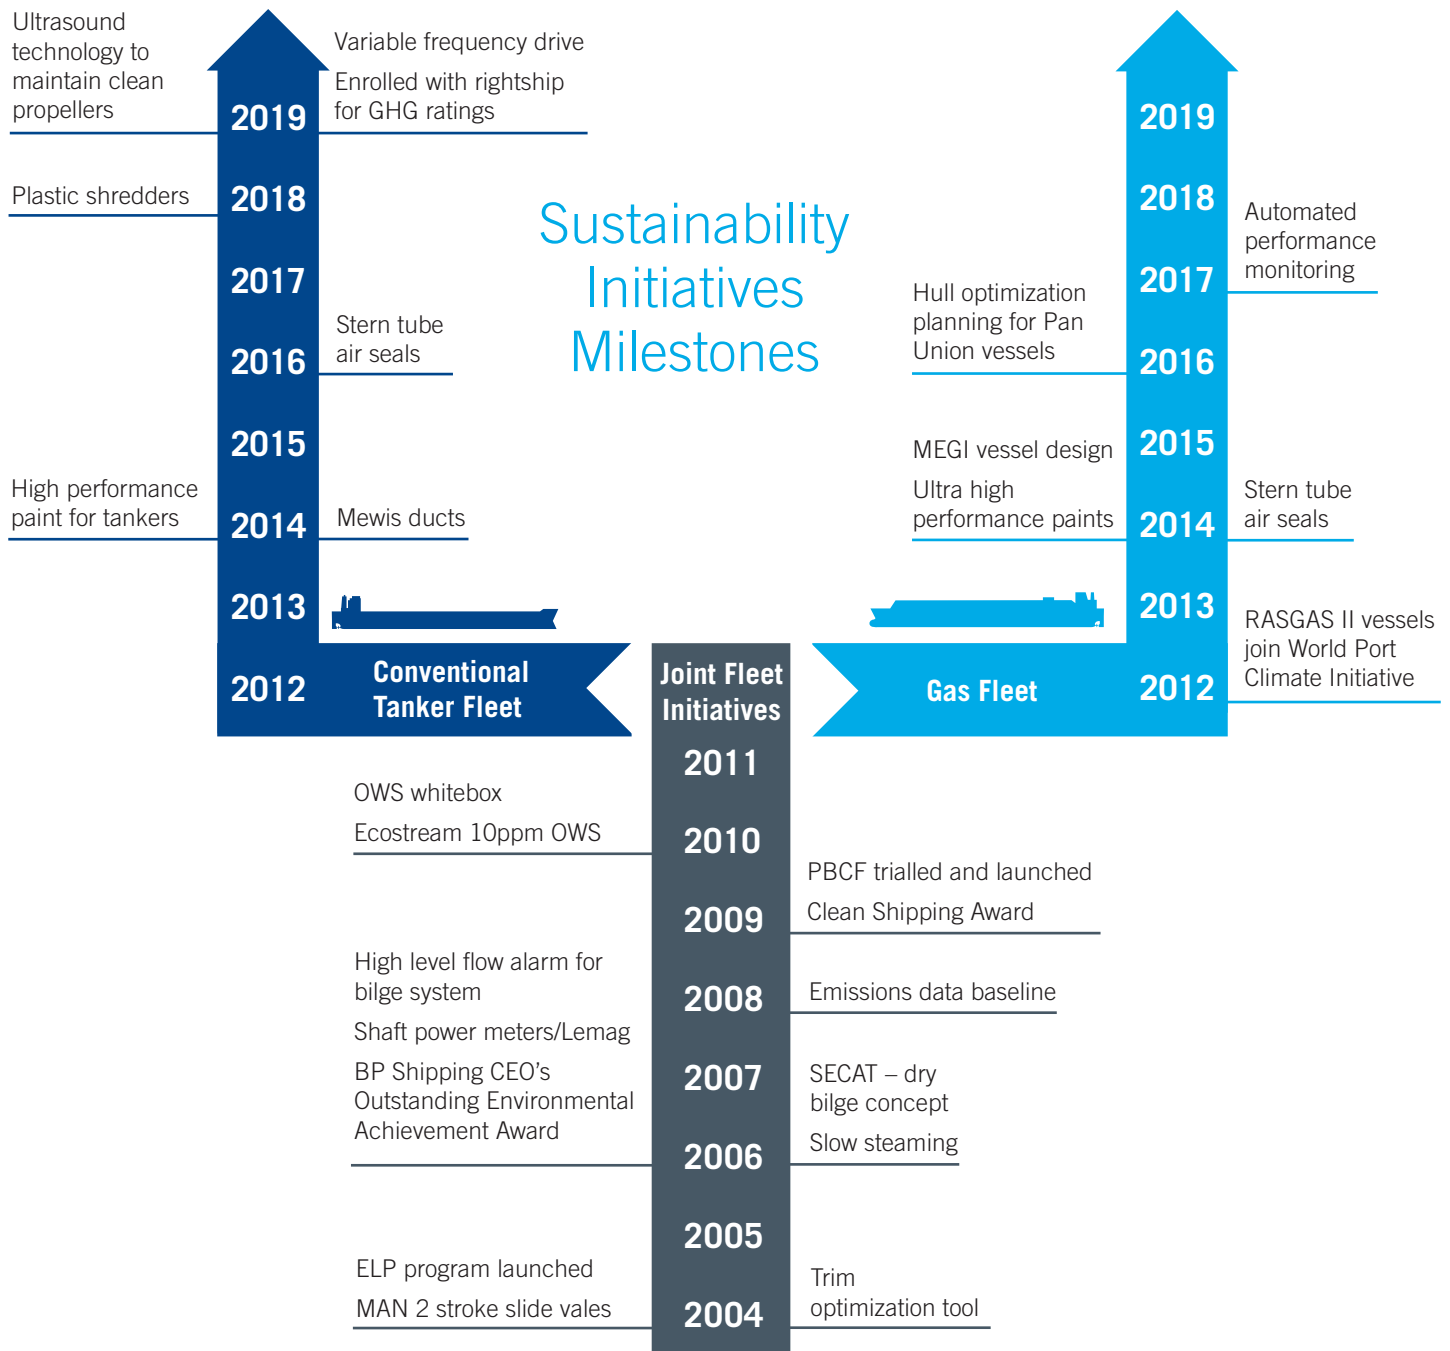 Sustainability
Initiatives
Milestones
Ultrasound
technology to
maintain clean
propellers
2019
Variable frequency drive
Enrolled with rightship
for GHG ratings
Plastic shredders
2018
2017
Stern tube
air seals
2016
2015
High performance
paint for tankers
2014
Mewis ducts
2013
2012
Conventional
Tanker Fleet
2019
2018
Automated
performance
monitoring
2017
Hull optimization
planning for Pan
Union vessels
2016
2015
MEGI vessel design
Ultra high
performance paints
2014
Stern tube
air seals
2013
RASGAS II vessels
join World Port
Climate Initiative
2012
Gas Fleet
Joint Fleet
Initiatives
2011
OWS whitebox
Ecostream 10ppm OWS
2010
PBCF trialled and launched
Clean Shipping Award
2009
High level flow alarm for
bilge system
Shaft power meters/Lemag
BP Shipping CEO’s
Outstanding Environmental
Achievement Award
2008
Emissions data baseline
2007
SECAT – dry
bilge concept
Slow steaming
2006
2005
ELP program launched
MAN 2 stroke slide vales
2004
Trim
optimization tool